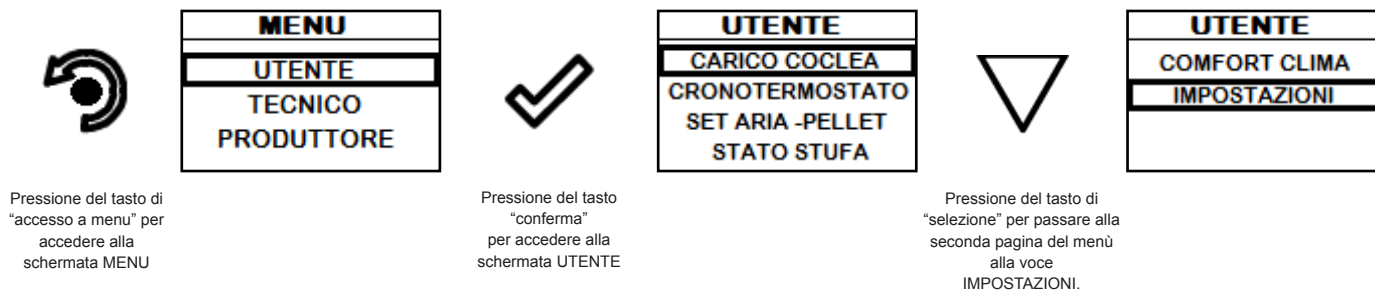 MENU
UTENTE
TECNICO
PRODUTTORE
UTENTE
CARICO COCLEA
CRONOTERMOSTATO
SET ARIA -PELLET
STATO STUFA
UTENTE
COMFORT CLIMA
IMPOSTAZIONI
Pressione del tasto di
“accesso a menu” per
accedere alla
schermata MENU
Pressione del tasto
“conferma”
per accedere alla
schermata UTENTE
Pressione del tasto di
“selezione” per passare alla
seconda pagina del menù
alla voce
IMPOSTAZIONI.